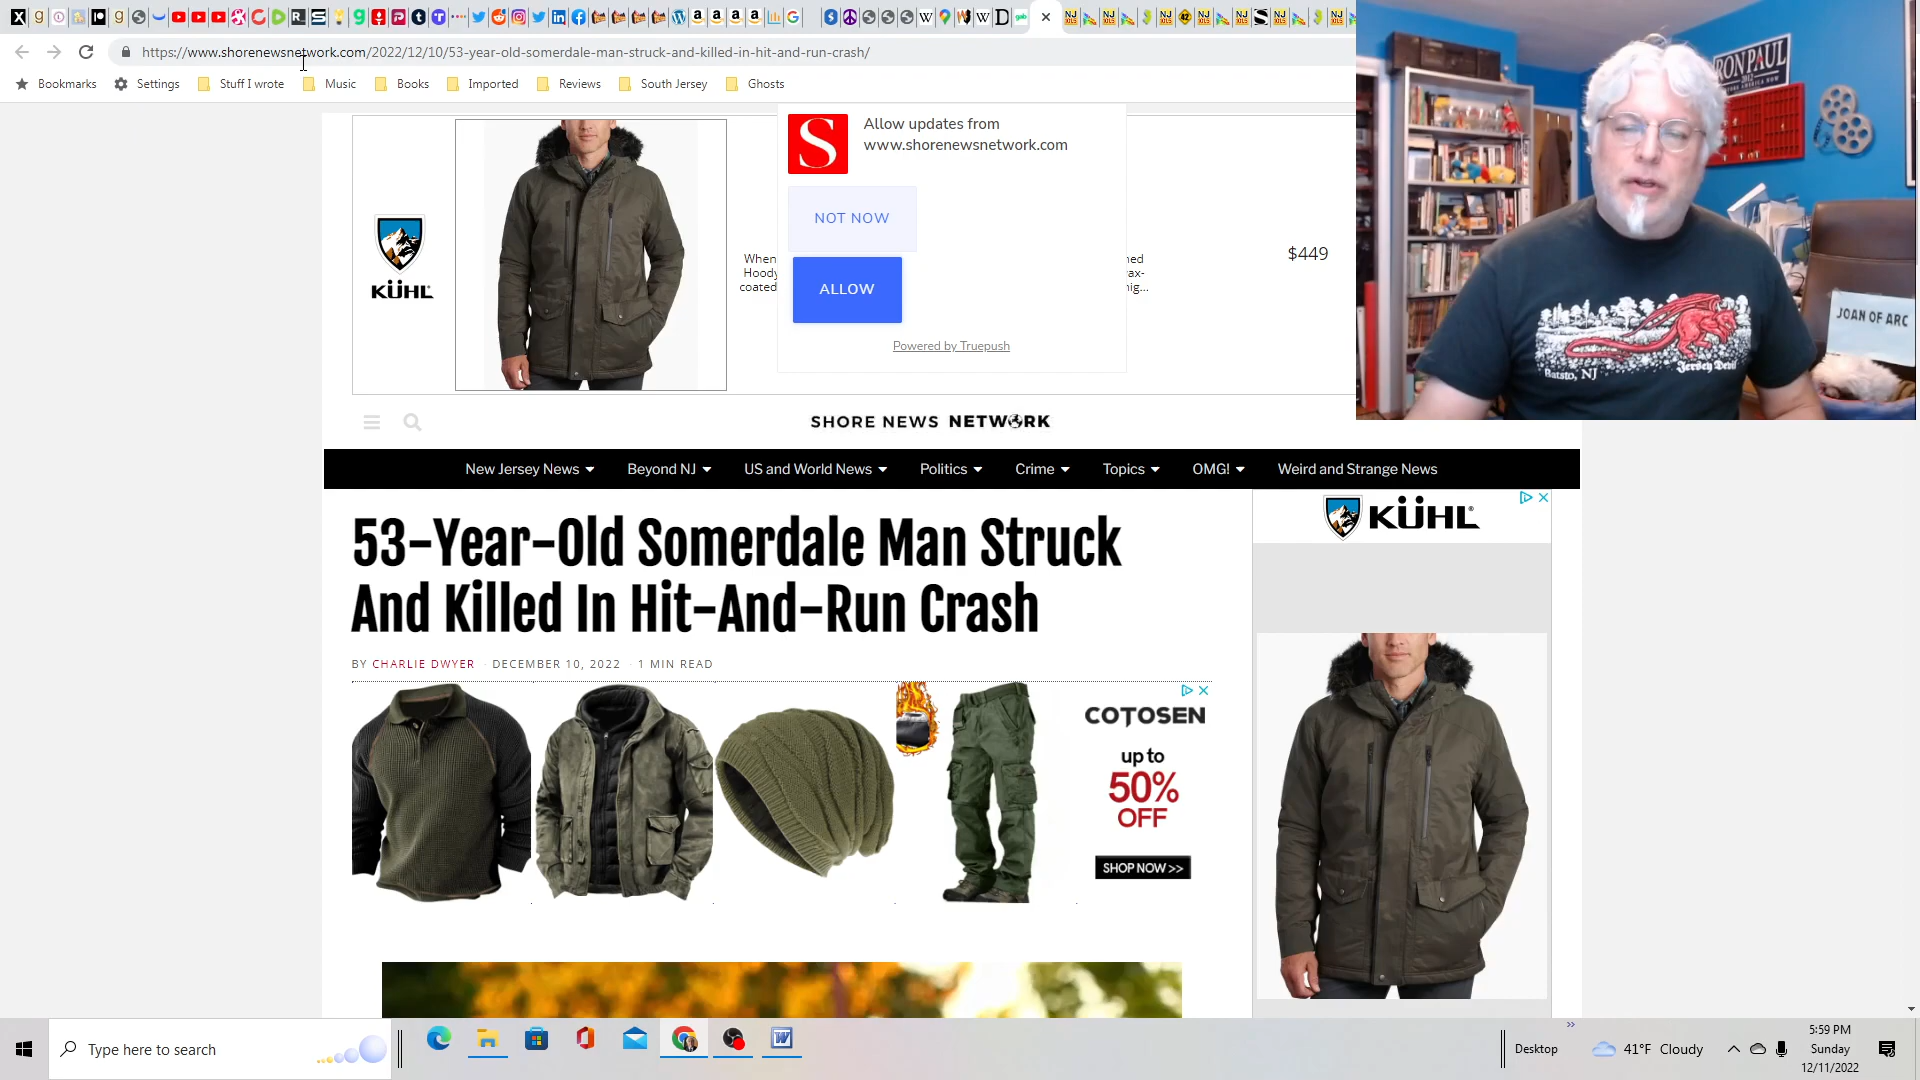 https://www.shorenewsnetwork.com/2022/12/10/53-year-old-somerdale-man-struck-and-killed-in-hit-and-run-crash/
Bookmarks Settings Stuff I wrote Music Books Imported Reviews South Jersey Ghosts
Allow updates from
www.shorenewsnetwork.com
NOT NOW
ALLOW
Powered by Truepush
KÜHL
When
Hoody
coated
$449
RON PAUL
2012
JOAN OF ARC
Batsto, NJ
Jersey Devil
SHORE NEWS NETWORK
New Jersey News Beyond NJ US and World News Politics Crime Topics OMG! Weird and Strange News
53-Year-Old Somerdale Man Struck
And Killed In Hit-And-Run Crash
BY CHARLIE DWYER · DECEMBER 10, 2022 · 1 MIN READ
COTOSEN
up to
50%
OFF
SHOP NOW >>
KÜHL
Type here to search
Desktop
41°F Cloudy
5:59 PM
Sunday
12/11/2022